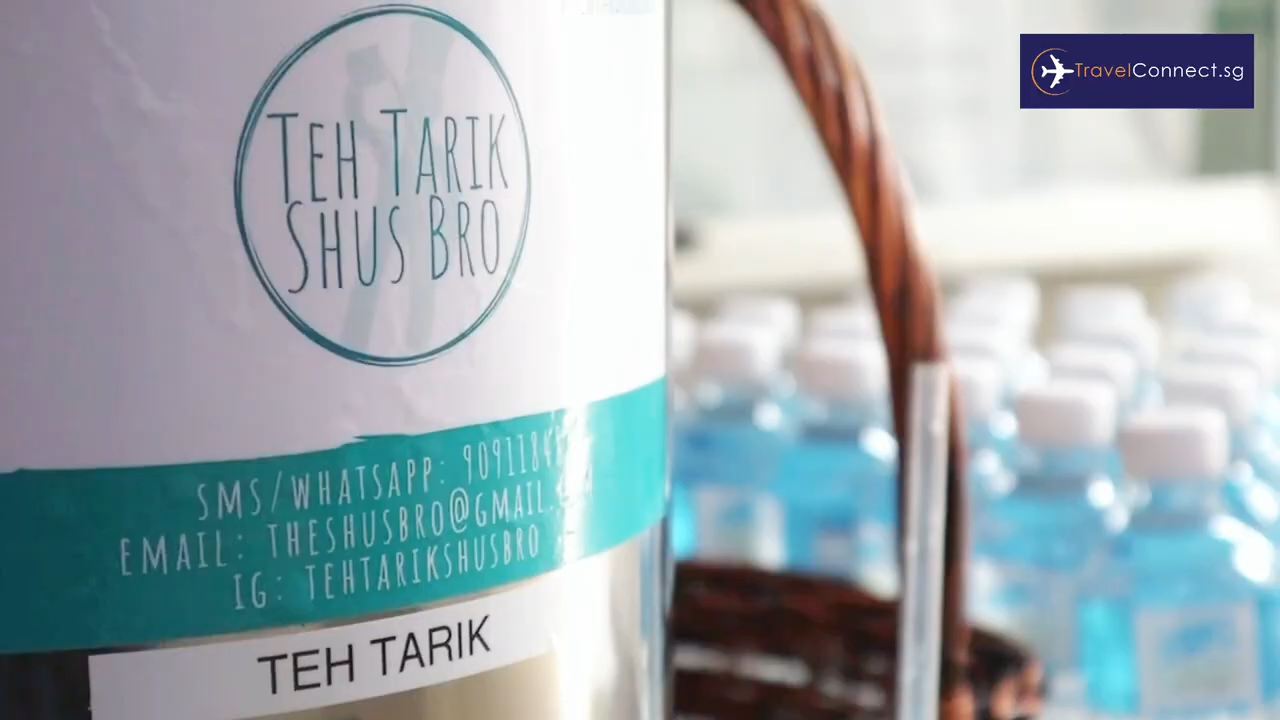 TravelConnect.sg
TEH TARIK
SHUS BRO
SMS/WHATSAPP:
EMAIL:
IG: TEHTARIKSHUSBRO
TEH TARIK